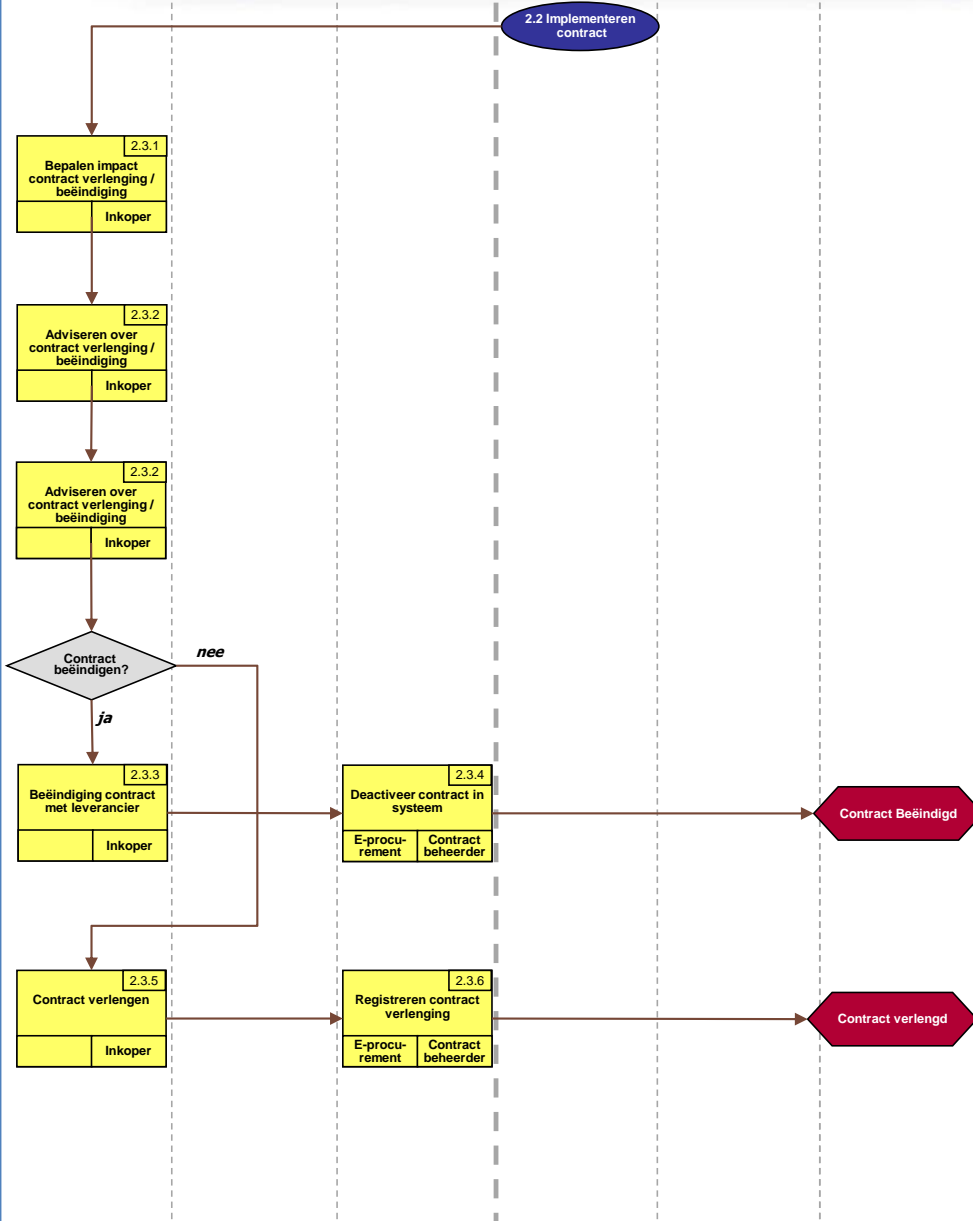 2.2 Implementeren
contract
2.3.1
Bepalen impact
contract verlenging /
beëindiging
Inkoper
2.3.2
Adviseren over
contract verlenging /
beëindiging
Inkoper
2.3.2
Adviseren over
contract verlenging /
beëindiging
Inkoper
Contract
beëindigen?
nee
ja
2.3.3
Beëindiging contract
met leverancier
Inkoper
2.3.4
Deactiveer contract in
systeem
E-procu-
rement
Contract
beheerder
Contract Beëindigd
2.3.5
Contract verlengen
Inkoper
2.3.6
Registreren contract
verlenging
E-procu-
rement
Contract
beheerder
Contract verlengd